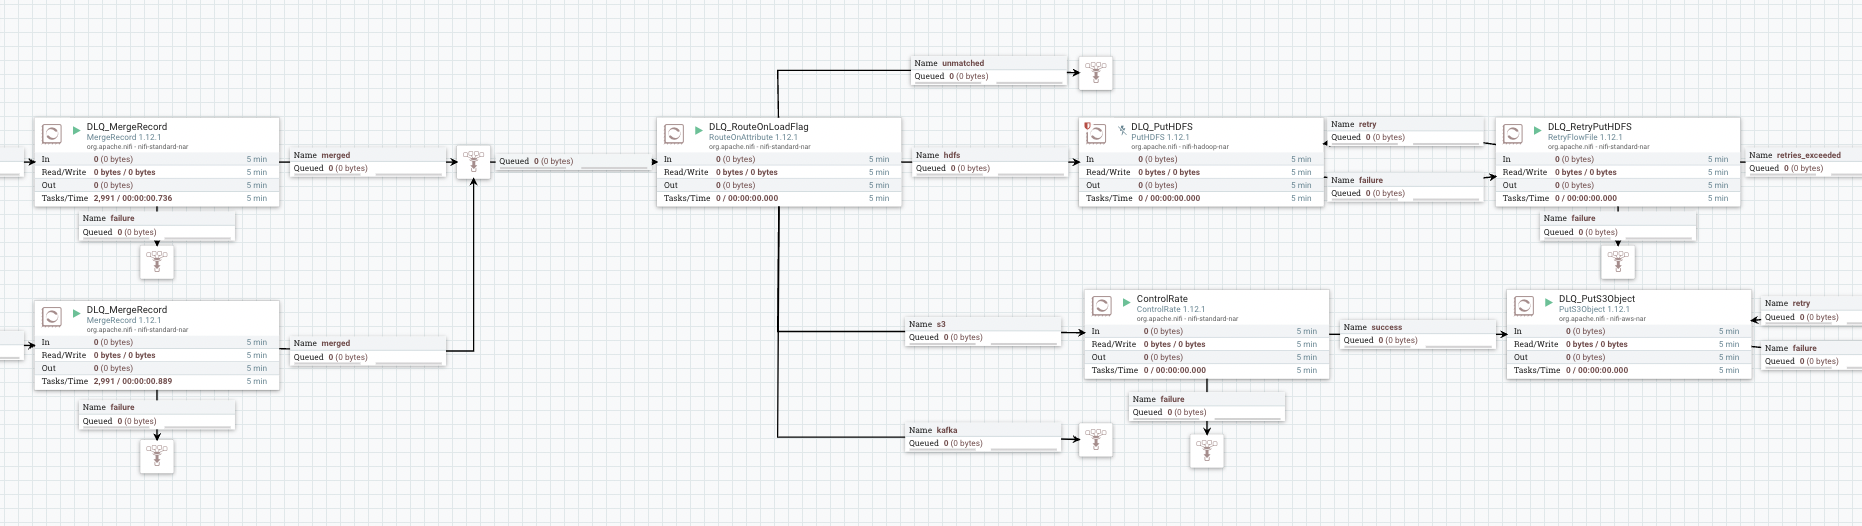 Name unmatched
Queued 0 (0 bytes)
DLQ_MergeRecord
MergeRecord 1.12.1
org.apache.nifi - nifi-standard-nar
In 0 (0 bytes) 5 min
Read/Write 0 bytes / 0 bytes 5 min
Out 0 (0 bytes) 5 min
Tasks/Time 2,991 / 00:00:00.736 5 min
Name merged
Queued 0 (0 bytes)
Queued 0 (0 bytes)
DLQ_RouteOnLoadFlag
RouteOnAttribute 1.12.1
org.apache.nifi - nifi-standard-nar
In 0 (0 bytes) 5 min
Read/Write 0 bytes / 0 bytes 5 min
Out 0 (0 bytes) 5 min
Tasks/Time 0 / 00:00:00.000 5 min
Name hdfs
Queued 0 (0 bytes)
DLQ_PutHDFS
PutHDFS 1.12.1
org.apache.nifi - nifi-hadoop-nar
In 0 (0 bytes) 5 min
Read/Write 0 bytes / 0 bytes 5 min
Out 0 (0 bytes) 5 min
Tasks/Time 0 / 00:00:00.000 5 min
Name retry
Queued 0 (0 bytes)
Name failure
Queued 0 (0 bytes)
DLQ_RetryPutHDFS
RetryFlowFile 1.12.1
org.apache.nifi - nifi-standard-nar
In 0 (0 bytes) 5 min
Read/Write 0 bytes / 0 bytes 5 min
Out 0 (0 bytes) 5 min
Tasks/Time 0 / 00:00:00.000 5 min
Name retries_exceeded
Queued 0 (0 bytes)
Name failure
Queued 0 (0 bytes)
Name failure
Queued 0 (0 bytes)
DLQ_MergeRecord
MergeRecord 1.12.1
org.apache.nifi - nifi-standard-nar
In 0 (0 bytes) 5 min
Read/Write 0 bytes / 0 bytes 5 min
Out 0 (0 bytes) 5 min
Tasks/Time 2,991 / 00:00:00.889 5 min
Name merged
Queued 0 (0 bytes)
Name failure
Queued 0 (0 bytes)
Name s3
Queued 0 (0 bytes)
ControlRate
ControlRate 1.12.1
org.apache.nifi - nifi-standard-nar
In 0 (0 bytes) 5 min
Read/Write 0 bytes / 0 bytes 5 min
Out 0 (0 bytes) 5 min
Tasks/Time 0 / 00:00:00.000 5 min
Name success
Queued 0 (0 bytes)
DLQ_PutS3Object
PutS3Object 1.12.1
org.apache.nifi - nifi-aws-nar
In 0 (0 bytes) 5 min
Read/Write 0 bytes / 0 bytes 5 min
Out 0 (0 bytes) 5 min
Tasks/Time 0 / 00:00:00.000 5 min
Name retry
Queued 0 (0 bytes)
Name failure
Queued 0 (0 bytes)
Name failure
Queued 0 (0 bytes)
Name kafka
Queued 0 (0 bytes)